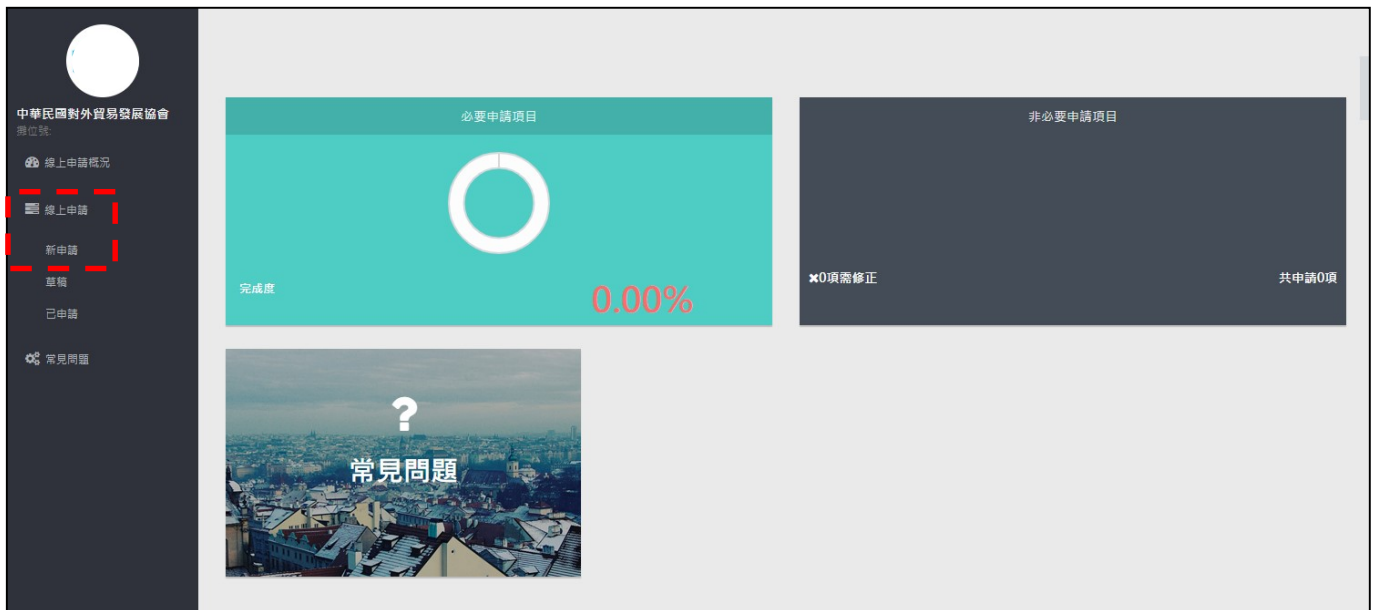 中華民國對外貿易發展協會
攤位號:
線上申請概況
線上申請
新申請
草稿
已申請
常見問題
必要申請項目
完成度
0.00%
非必要申請項目
✖0項需修正
共申請0項
?
常見問題